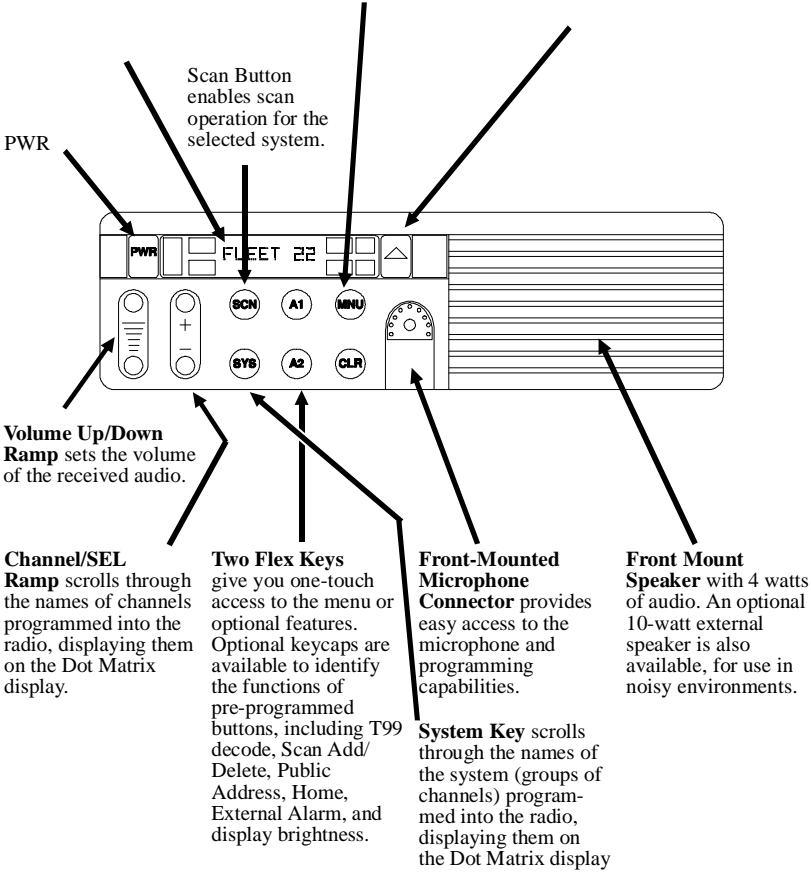 Scan Button
enables scan
operation for the
selected system.
PWR
PWR
FLEET 22
SCN
A1
MNU
+
–
SYS
A2
CLR
Volume Up/Down
Ramp sets the volume
of the received audio.
Channel/SEL
Ramp scrolls through
the names of channels
programmed into the
radio, displaying them
on the Dot Matrix
display.
Two Flex Keys
give you one-touch
access to the menu or
optional features.
Optional keycaps are
available to identify
the functions of
pre-programmed
buttons, including T99
decode, Scan Add/
Delete, Public
Address, Home,
External Alarm, and
display brightness.
Front-Mounted
Microphone
Connector provides
easy access to the
microphone and
programming
capabilities.
System Key scrolls
through the names of
the system (groups of
channels) program-
med into the radio,
displaying them on
the Dot Matrix display
Front Mount
Speaker with 4 watts
of audio. An optional
10-watt external
speaker is also
available, for use in
noisy environments.